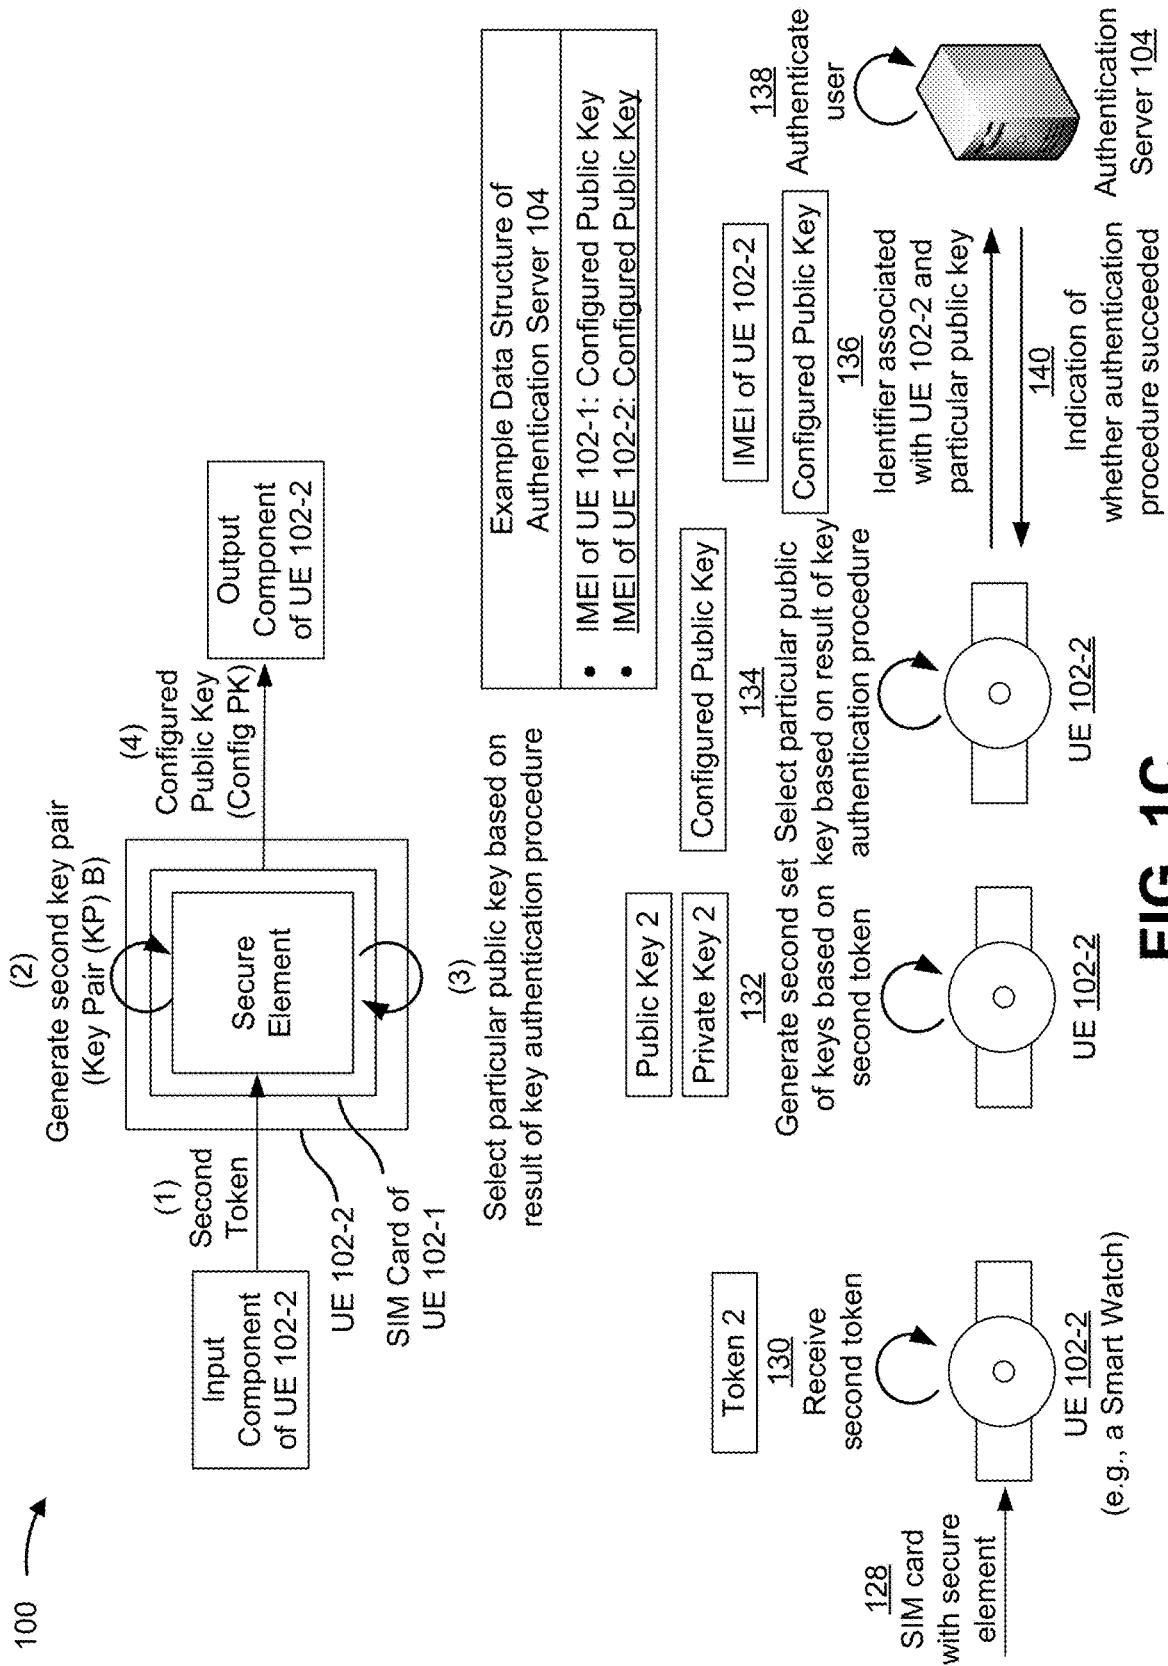 100
(2)
Generate second key pair
(Key Pair (KP) B)
(1)
Second
Token
(4)
Configured
Public Key
(Config PK)
Input
Component
of UE 102-2
Secure
Element
Output
Component
of UE 102-2
UE 102-2
SIM Card of
UE 102-1
(3)
Select particular public key based on
result of key authentication procedure
Example Data Structure of
Authentication Server 104
• IMEI of UE 102-1: Configured Public Key
• IMEI of UE 102-2: Configured Public Key
128
SIM card
with secure
element
Token 2
130
Receive
second token
UE 102-2
(e.g., a Smart Watch)
Public Key 2
Private Key 2
132
Generate second set
of keys based on
second token
UE 102-2
Configured Public Key
134
Select particular public
key based on result of key
authentication procedure
UE 102-2
IMEI of UE 102-2
Configured Public Key
136
Identifier associated
with UE 102-2 and
particular public key
140
Indication of
whether authentication
procedure succeeded
138
Authenticate
user
Authentication
Server 104
FIG. 1C